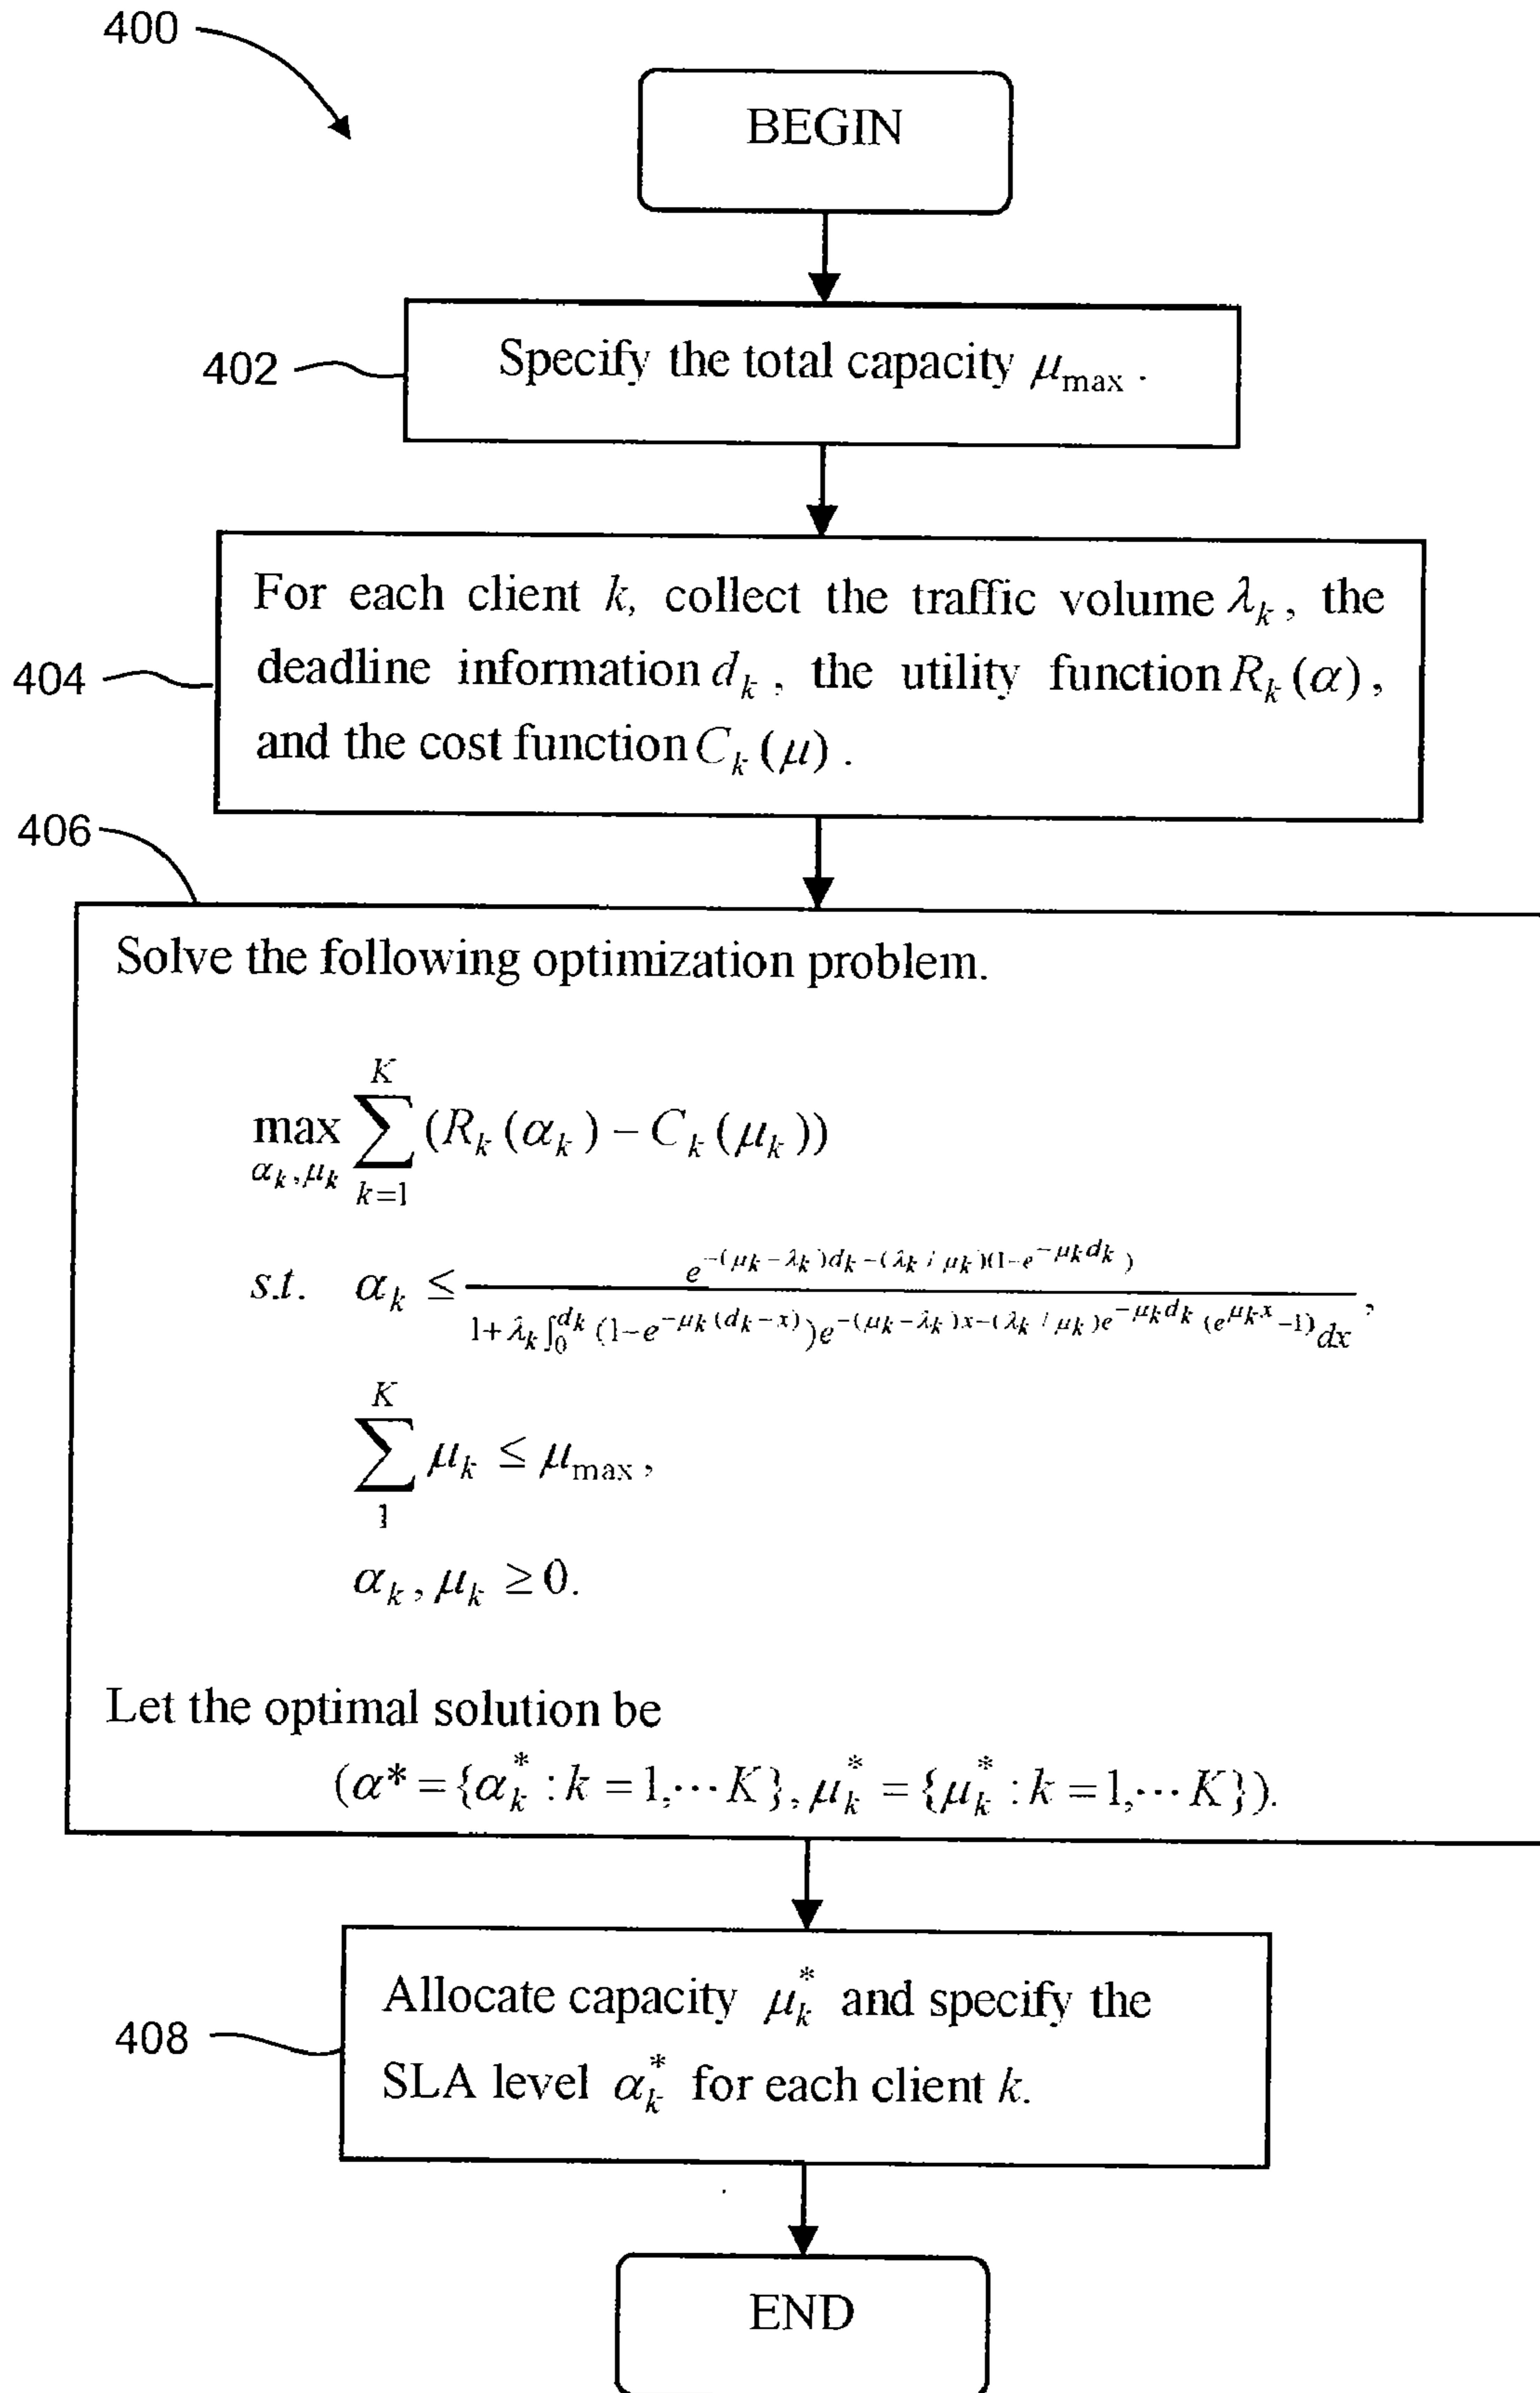 400
BEGIN
402
Specify the total capacity μ_max .
For each client k, collect the traffic volume λ_k , the
404
deadline information d_k , the utility function R_k (α) ,
and the cost function C_k (μ) .
406
Solve the following optimization problem.
max_{α_k , μ_k} ∑_{k=1}^{K} (R_k (α_k ) − C_k (μ_k ))
s.t. α_k ≤ \frac{e^{−(μ_k − λ_k )d_k − (λ_k / μ_k )(1−e^{−μ_k d_k})}}{1+ λ_k ∫_0^{d_k} (1−e^{−μ_k (d_k −x)})e^{−(μ_k − λ_k )x−(λ_k / μ_k )e^{−μ_k d_k} (e^{μ_k x} −1)} dx} ,
∑_{1}^{K} μ_k ≤ μ_max ,
α_k , μ_k ≥ 0.
Let the optimal solution be
(α* = {α_k^* : k = 1,⋯ K}, μ_k^* = {μ_k^* : k = 1,⋯ K}).
Allocate capacity μ_k^* and specify the
408
SLA level α_k^* for each client k.
END